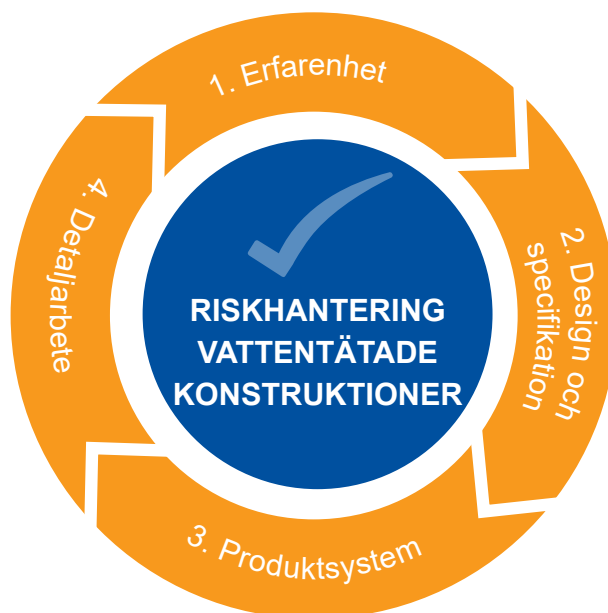 1. Erfarenhet
2. Design och
specifikation
3. Produktsystem
4. Detaljarbete
RISKHANTERING
VATTENTÄTADE
KONSTRUKTIONER